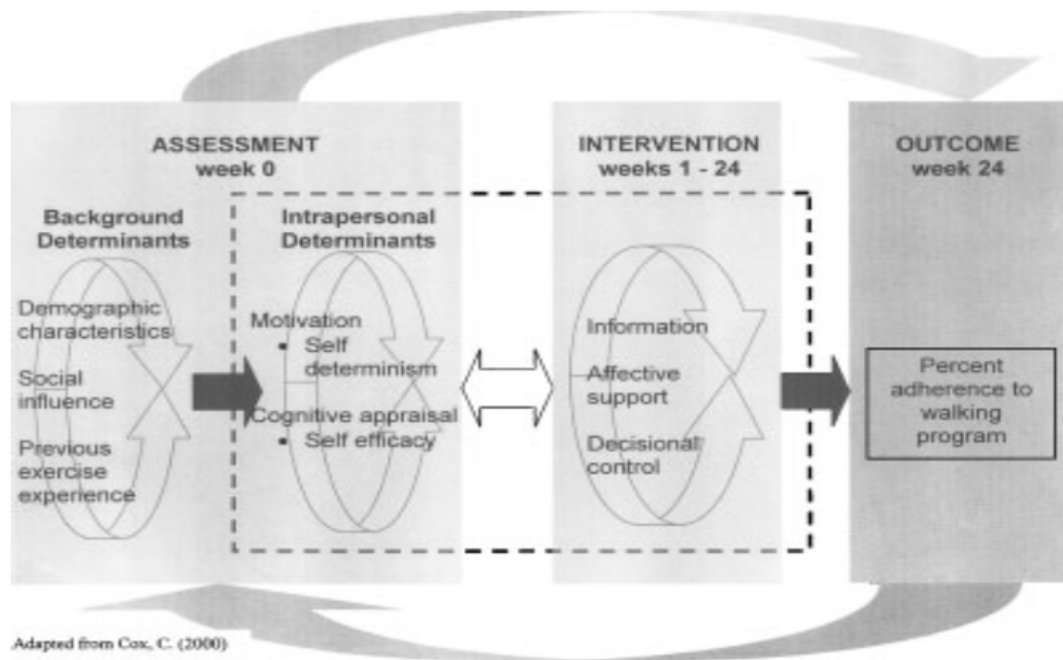 ASSESSMENT
week 0
INTERVENTION
weeks 1 - 24
OUTCOME
week 24
Background
Determinants
Demographic
characteristics
Social
influence
Previous
exercise
experience
Intrapersonal
Determinants
Motivation
▪ Self
determinism
Cognitive appraisal
▪ Self efficacy
Information
Affective
support
Decisional
control
Percent
adherence to
walking
program
Adapted from Cox, C. (2000)